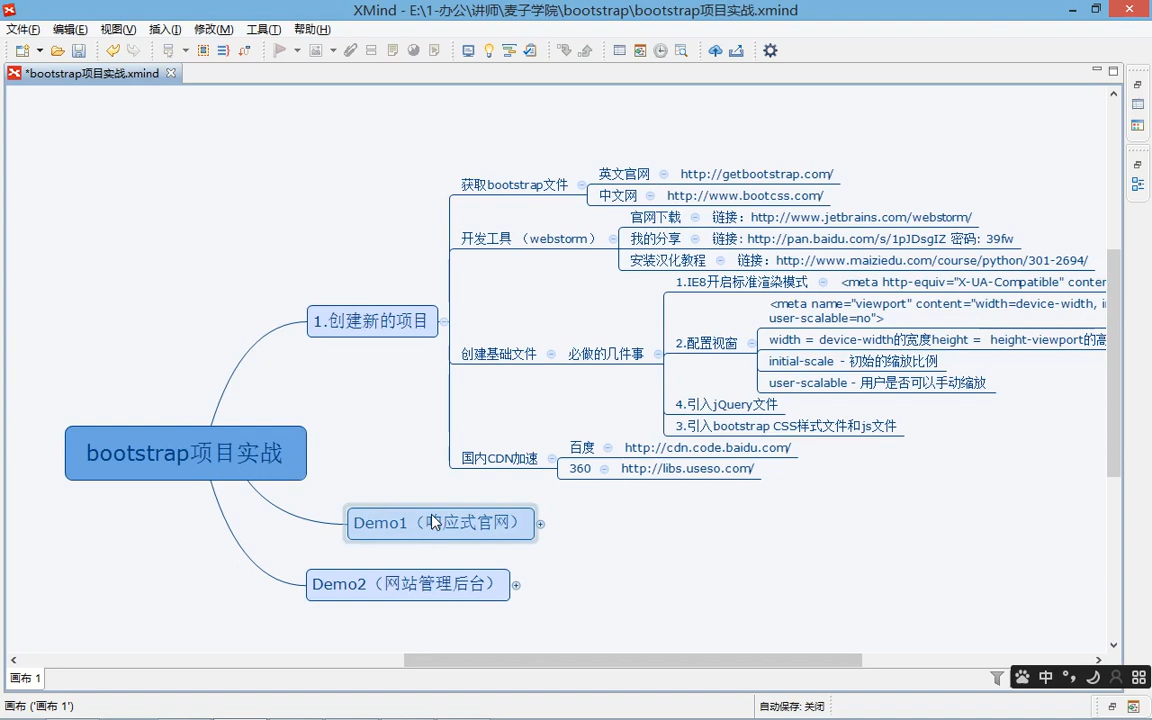 XMind - E:\1-办公\讲师\麦子学院\bootstrap\bootstrap项目实战.xmind
文件(F) 编辑(E) 视图(V) 插入(I) 修改(M) 工具(T) 帮助(H)
*bootstrap项目实战.xmind
英文官网 http://getbootstrap.com/
获取bootstrap文件
中文网 http://www.bootcss.com/
官网下载 链接：http://www.jetbrains.com/webstorm/
开发工具 （webstorm） 我的分享 链接: http://pan.baidu.com/s/1pJDsgIZ 密码: 39fw
安装汉化教程 链接：http://www.maiziedu.com/course/python/301-2694/
1.IE8开启标准渲染模式 <meta http-equiv="X-UA-Compatible" conter
<meta name="viewport" content="width=device-width, i
user-scalable=no">
1.创建新的项目
2.配置视窗 width = device-width的宽度height = height-viewport的高
创建基础文件 必做的几件事
initial-scale - 初始的缩放比例
user-scalable - 用户是否可以手动缩放
4.引入jQuery文件
3.引入bootstrap CSS样式文件和js文件
bootstrap项目实战
百度 http://cdn.code.baidu.com/
国内CDN加速
360 http://libs.useso.com/
Demo1（响应式官网）
Demo2（网站管理后台）
画布 1
中
画布 ('画布 1') 自动保存: 关闭